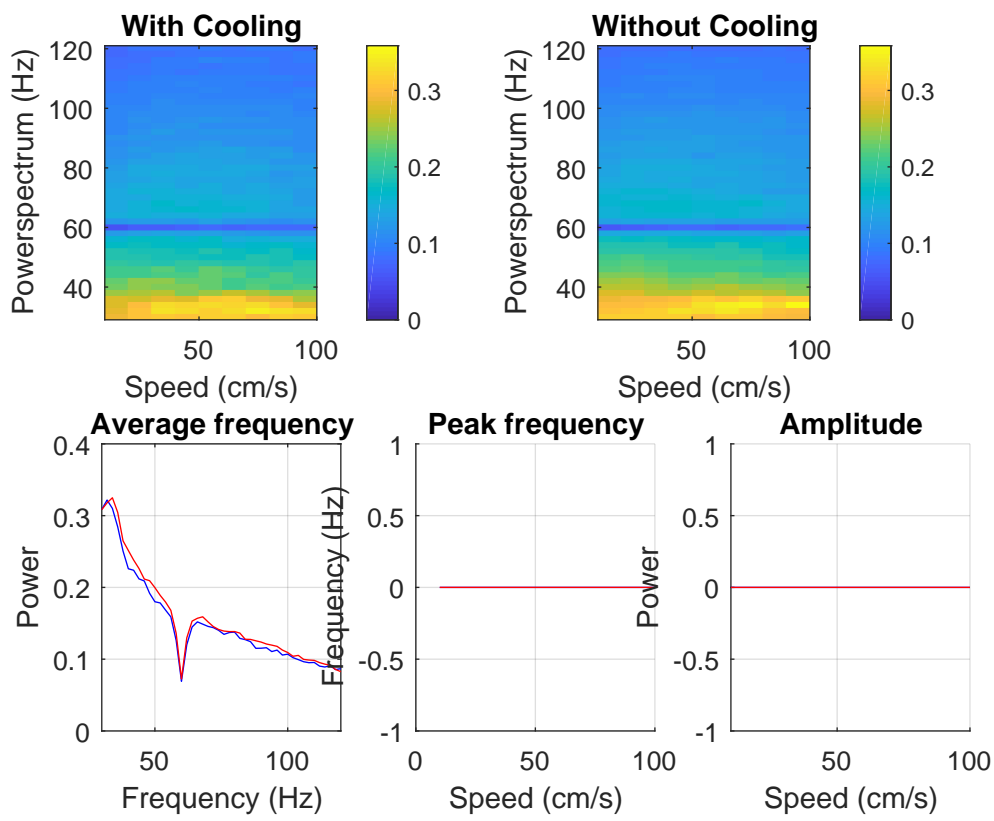 With Cooling
Without Cooling
Powerspectrum (Hz)
120
100
80
60
40
50
100
Speed (cm/s)
0.3
0.2
0.1
0
Powerspectrum (Hz)
120
100
80
60
40
50
100
Speed (cm/s)
0.3
0.2
0.1
0
Average frequency
Power
0.4
0.3
0.2
0.1
0
50
100
Frequency (Hz)
Peak frequency
Frequency (Hz)
1
0.5
0
-0.5
-1
0
50
100
Speed (cm/s)
Amplitude
Power
1
0.5
0
-0.5
-1
50
100
Speed (cm/s)